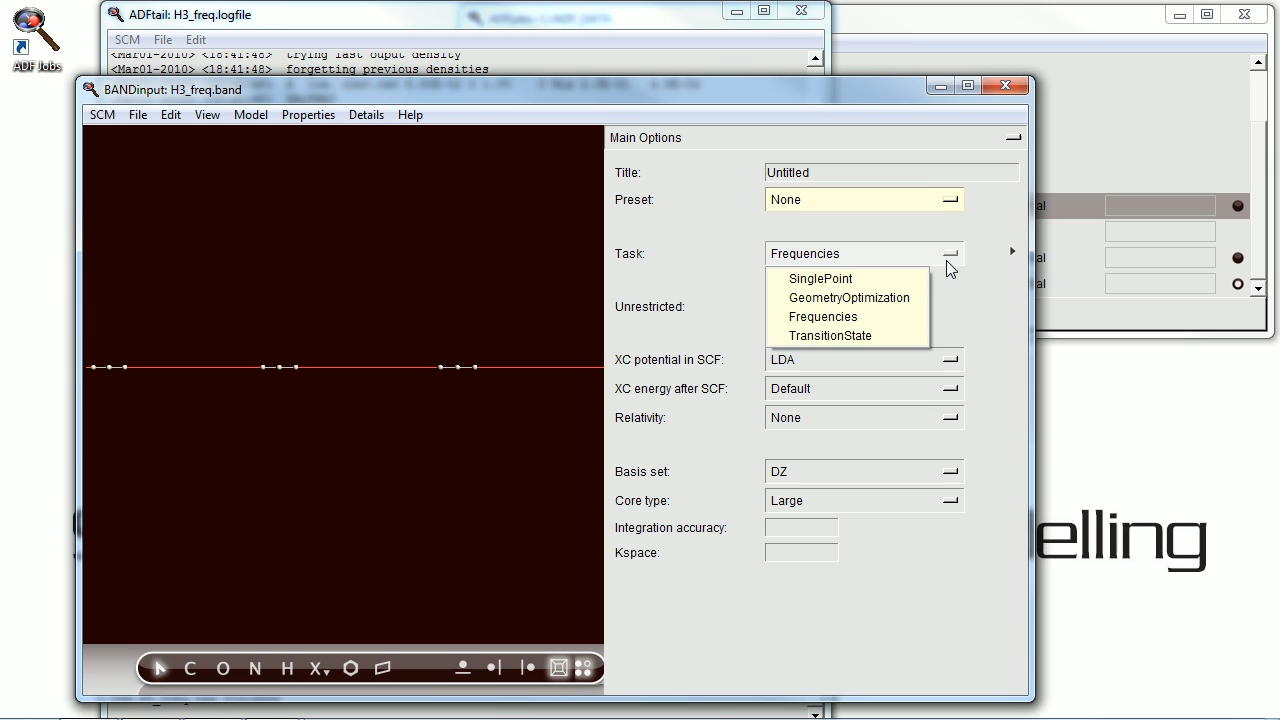 ADFtail: H3_freq.logfile
SCM File Edit
<Mar01-2010> <18:41:48> trying last ouput density
<Mar01-2010> <18:41:48> forgetting previous densities
ADF Jobs
BANDinput: H3_freq.band
SCM File Edit View Model Properties Details Help
Main Options
Title: Untitled
Preset: None
Task: Frequencies
SinglePoint
GeometryOptimization
Frequencies
TransitionState
Unrestricted:
XC potential in SCF: LDA
XC energy after SCF: Default
Relativity: None
Basis set: DZ
Core type: Large
Integration accuracy:
Kspace:
C O N H X
al
al
al
elling